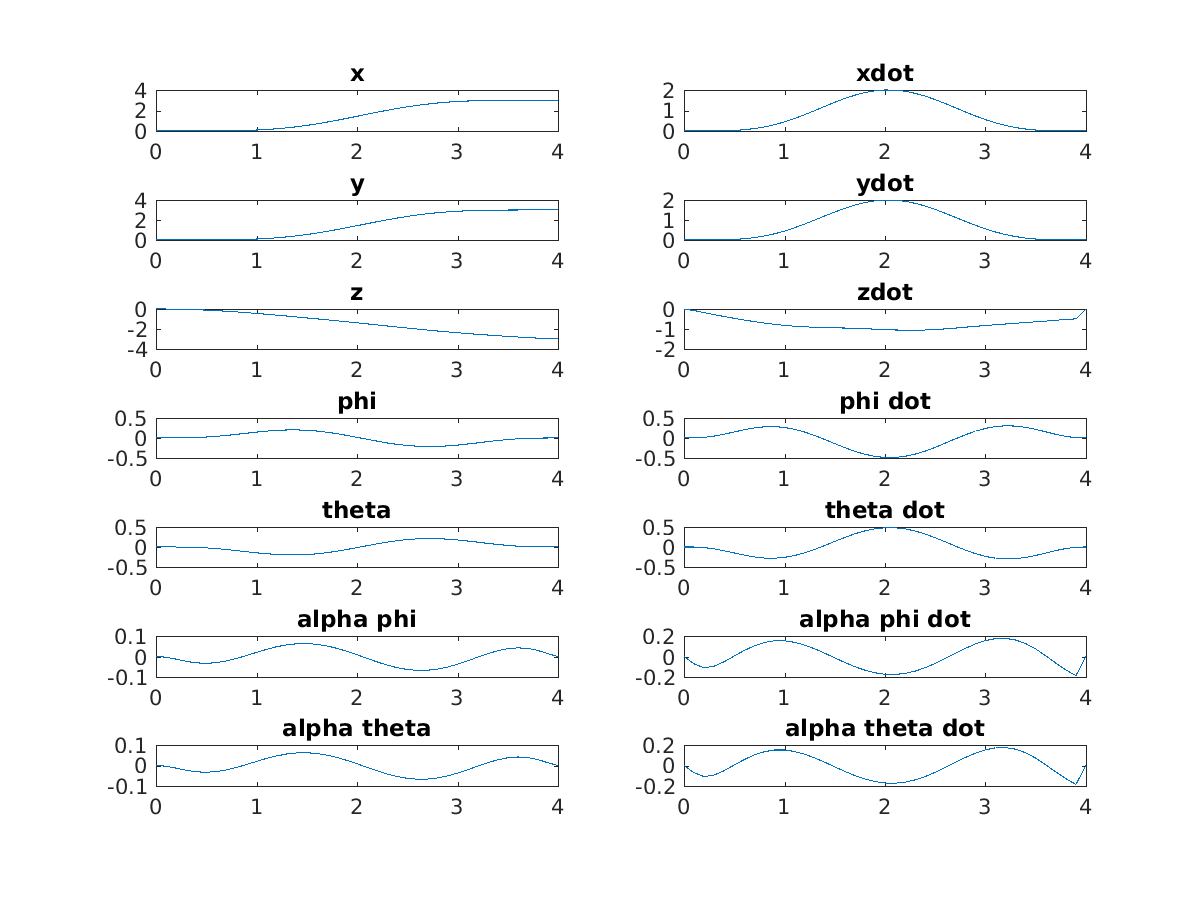 x
4
2
0
0 1 2 3 4
xdot
2
1
0
0 1 2 3 4
y
4
2
0
0 1 2 3 4
ydot
2
1
0
0 1 2 3 4
z
0
-2
-4
0 1 2 3 4
zdot
0
-1
-2
0 1 2 3 4
phi
0.5
0
-0.5
0 1 2 3 4
phi dot
0.5
0
-0.5
0 1 2 3 4
theta
0.5
0
-0.5
0 1 2 3 4
theta dot
0.5
0
-0.5
0 1 2 3 4
alpha phi
0.1
0
-0.1
0 1 2 3 4
alpha phi dot
0.2
0
-0.2
0 1 2 3 4
alpha theta
0.1
0
-0.1
0 1 2 3 4
alpha theta dot
0.2
0
-0.2
0 1 2 3 4